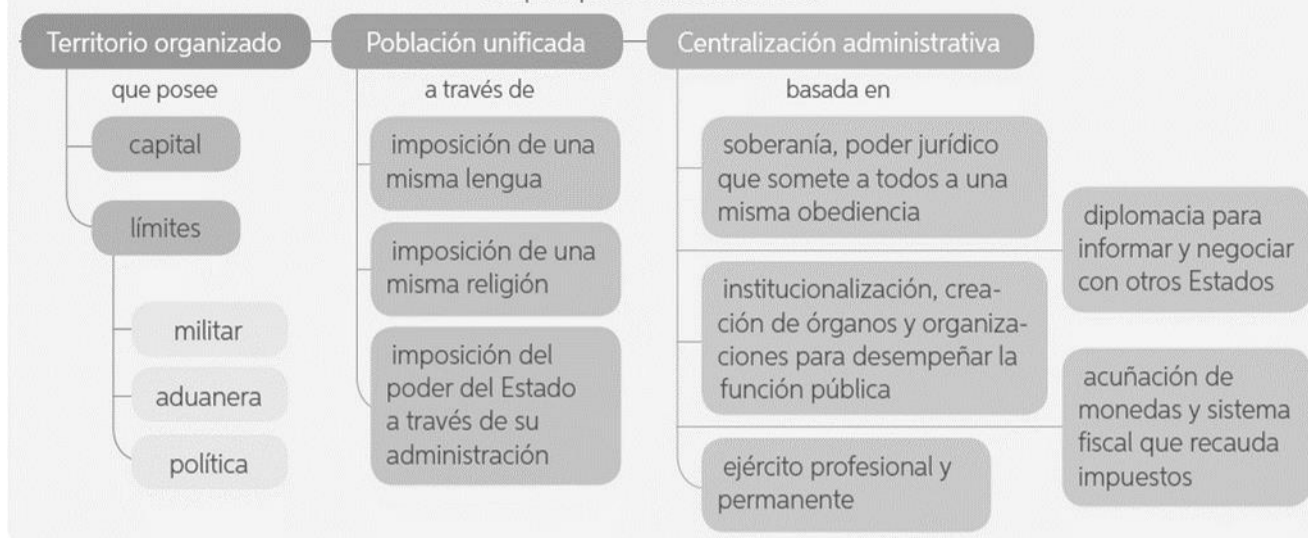 Territorio organizado
Población unificada
Centralización administrativa
que posee
capital
límites
militar
aduanera
política
a través de
imposición de una
misma lengua
imposición de una
misma religión
imposición del
poder del Estado
a través de su
administración
basada en
soberanía, poder jurídico
que somete a todos a una
misma obediencia
diplomacia para
informar y negociar
con otros Estados
institucionalización, crea-
ción de órganos y organiza-
ciones para desempeñar la
función pública
acuñación de
monedas y sistema
fiscal que recauda
impuestos
ejército profesional y
permanente